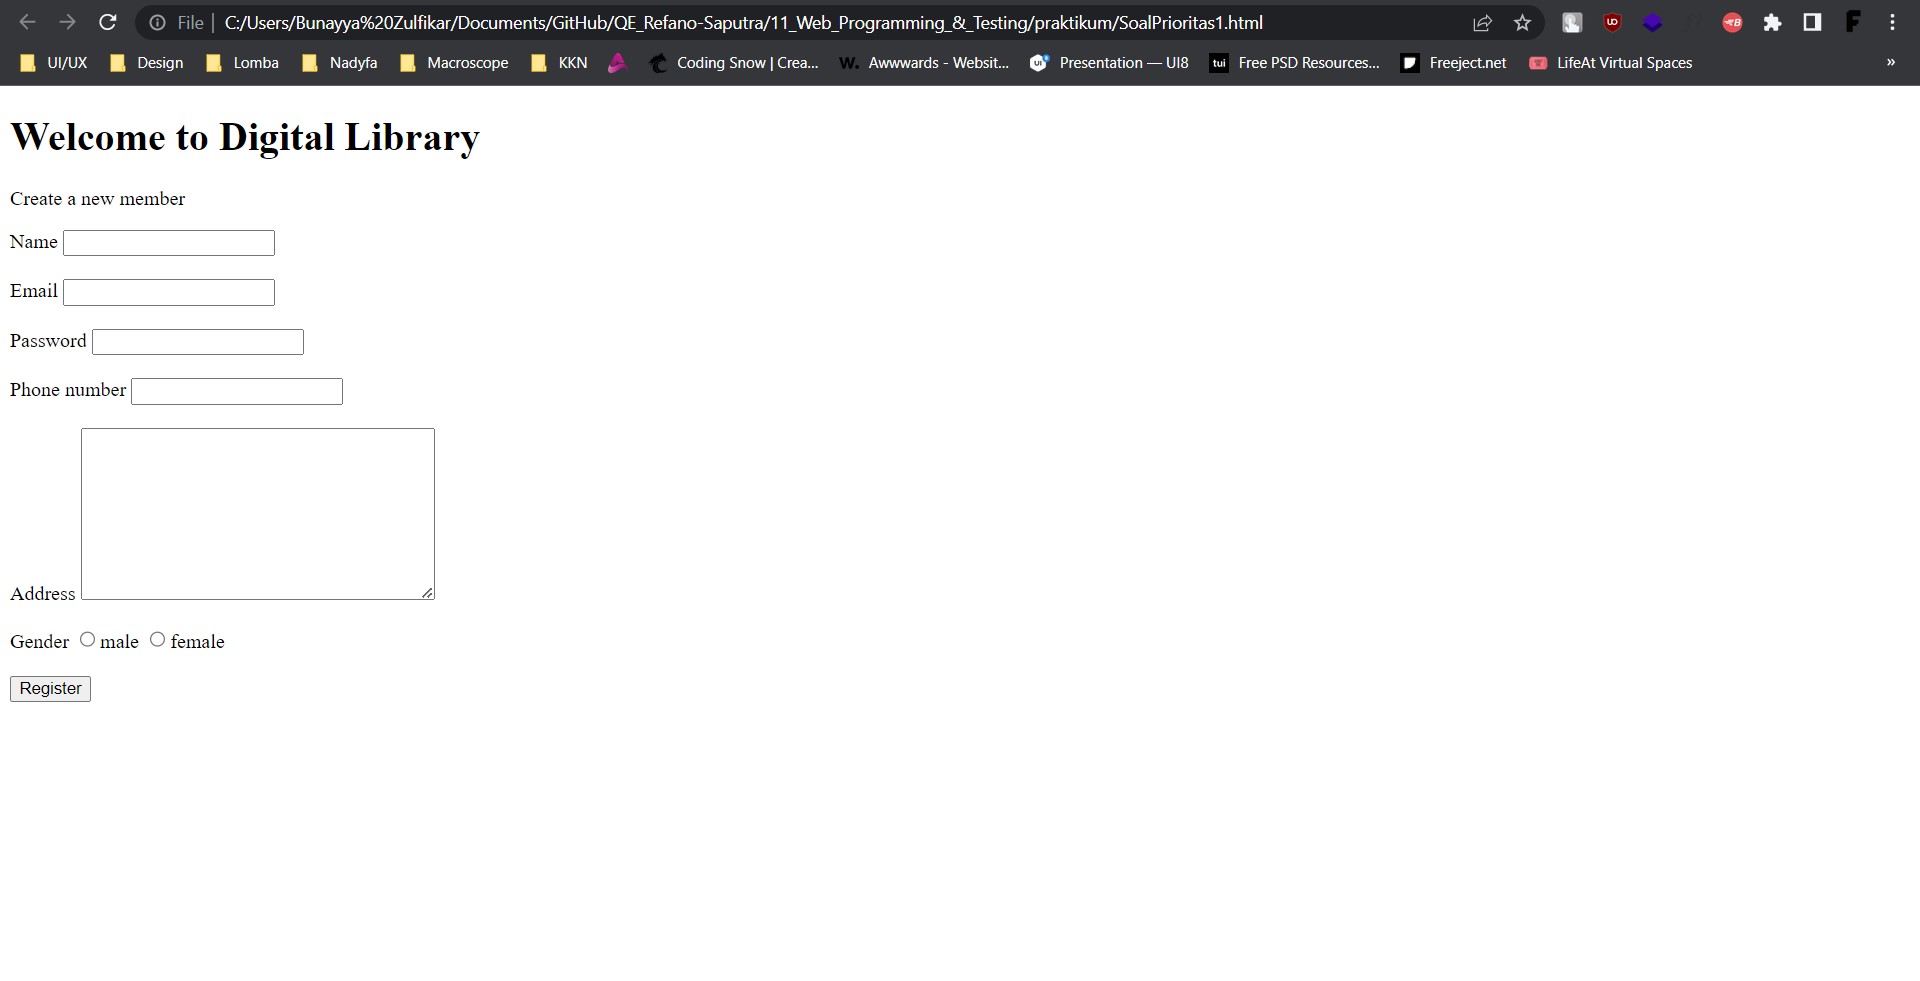 File | C:/Users/Bunayya%20Zulfikar/Documents/GitHub/QE_Refano-Saputra/11_Web_Programming_&_Testing/praktikum/SoalPrioritas1.html
UI/UX Design Lomba Nadyfa Macroscope KKN Coding Snow | Crea... W. Awwwards - Websit... UI Presentation — UI8 tui Free PSD Resources... Freeject.net LifeAt Virtual Spaces »
Welcome to Digital Library
Create a new member
Name
Email
Password
Phone number
Address
Gender male female
Register